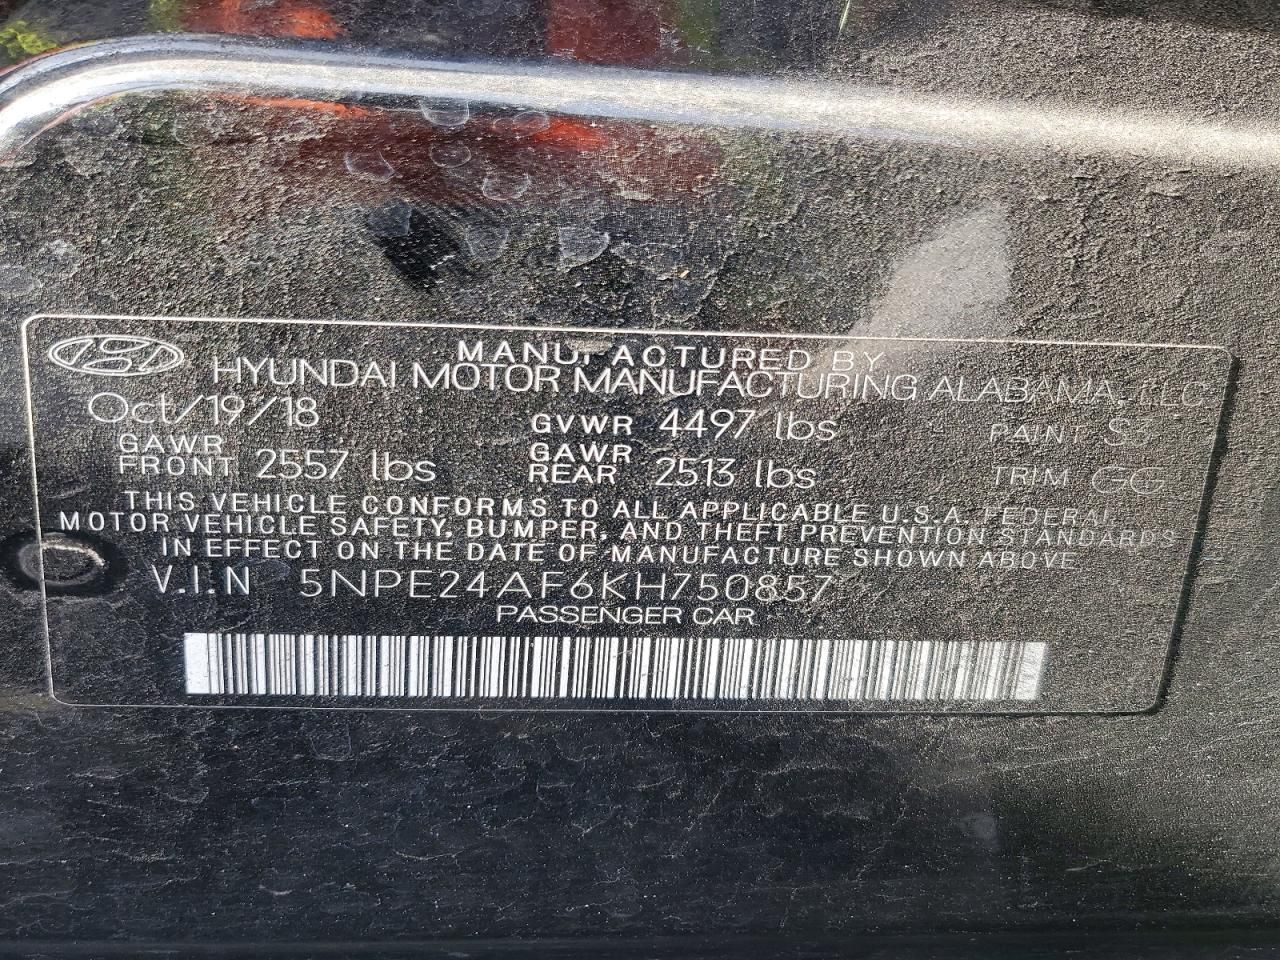 MANUFACTURED BY
HYUNDAI MOTOR MANUFACTURING ALABAMA, LLC
Oct/19/18 GVWR 4497 lbs PAINT
GAWR FRONT 2557 lbs GAWR REAR 2513 lbs TRIM GG
THIS VEHICLE CONFORMS TO ALL APPLICABLE U.S.A. FEDERAL
MOTOR VEHICLE SAFETY, BUMPER, AND THEFT PREVENTION STANDARDS
IN EFFECT ON THE DATE OF MANUFACTURE SHOWN ABOVE
V.I.N 5NPE24AF6KH750857
PASSENGER CAR